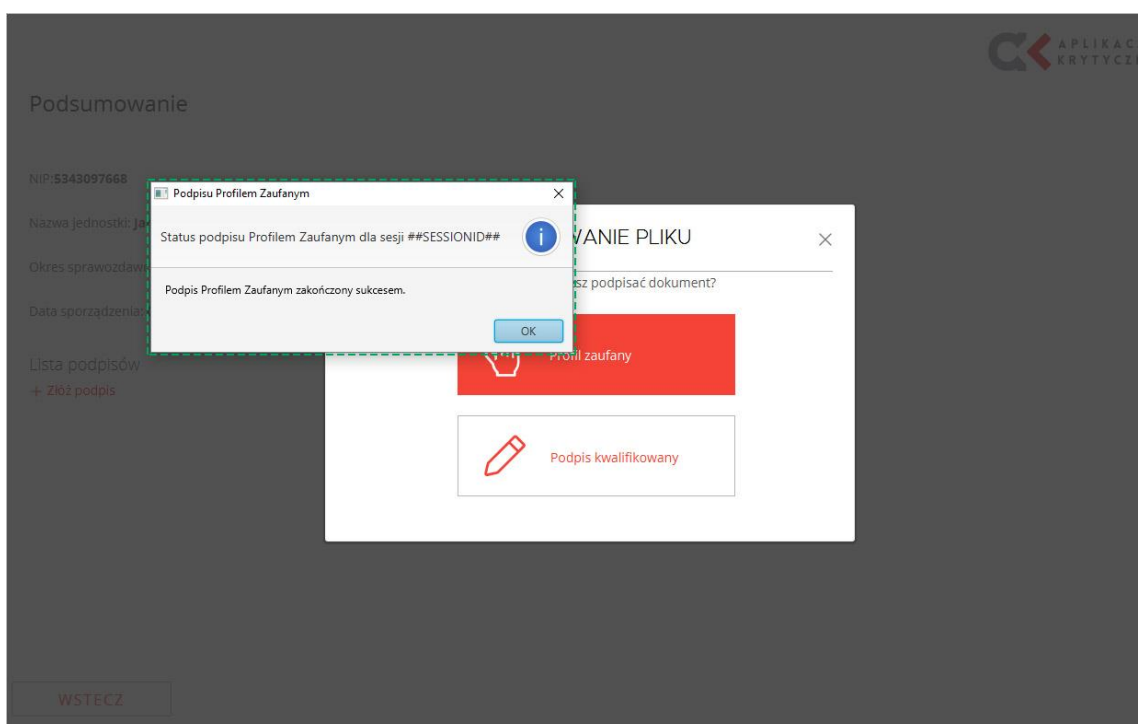 APLIKAC
KRYTYCZ
Podsumowanie
NIP:5343097668
Podpisu Profilem Zaufanym
Nazwa jednostki: Ja
Status podpisu Profilem Zaufanym dla sesji ##SESSIONID##
WANIE PLIKU
Okres sprawozdaw
Podpis Profilem Zaufanym zakończony sukcesem.
sz podpisać dokument?
Data sporządzenia:
OK
Profil zaufany
Lista podpisów
+ Złóż podpis
Podpis kwalifikowany
WSTECZ